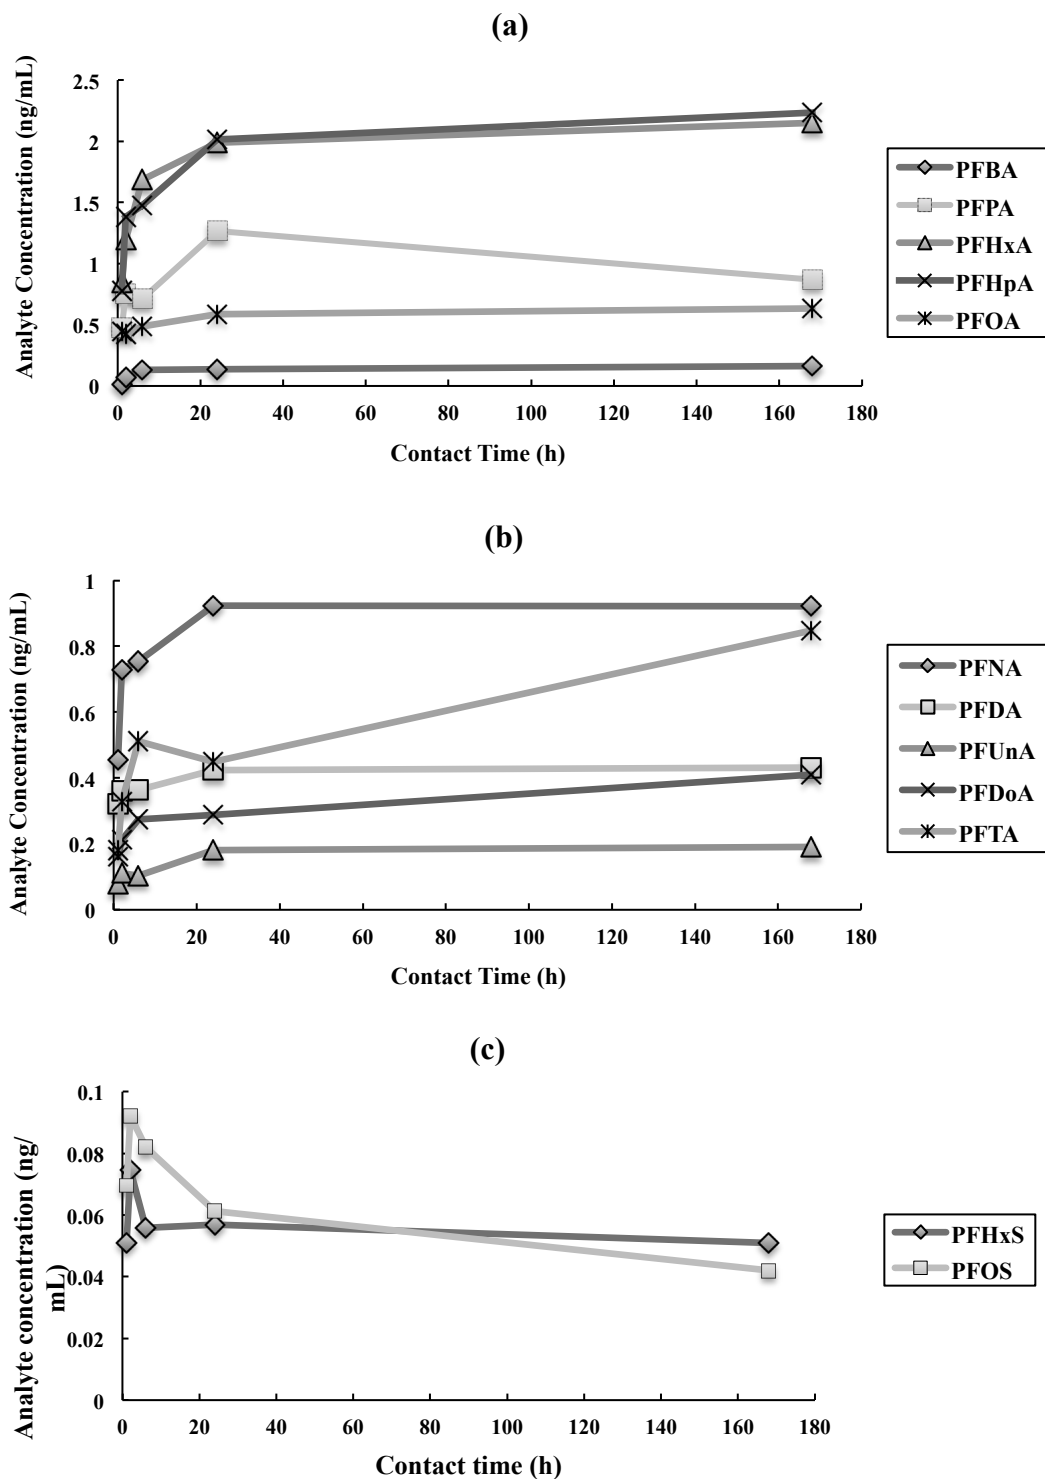 (a)
Analyte Concentration (ng/mL)
2.5
2
1.5
1
0.5
0
0 20 40 60 80 100 120 140 160 180
Contact Time (h)
PFBA
PFPA
PFHxA
PFHpA
PFOA
(b)
Analyte Concentration (ng/mL)
1
0.8
0.6
0.4
0.2
0
0 20 40 60 80 100 120 140 160 180
Contact Time (h)
PFNA
PFDA
PFUnA
PFDoA
PFTA
(c)
Analyte concentration (ng/
mL)
0.1
0.08
0.06
0.04
0.02
0
0 20 40 60 80 100 120 140 160 180
Contact time (h)
PFHxS
PFOS